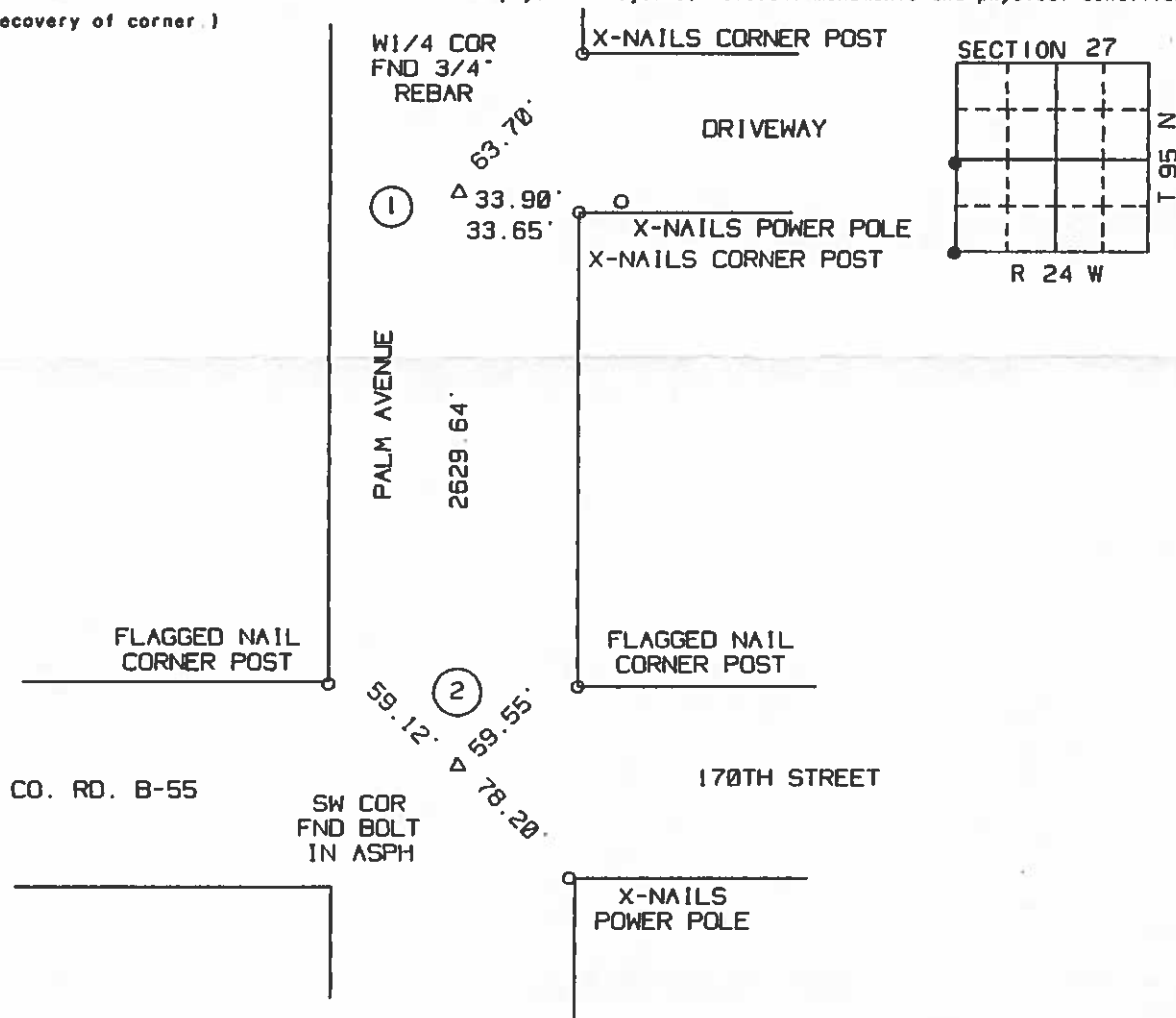 ecovery of corner.)
W1/4 COR
FND 3/4"
REBAR
X-NAILS CORNER POST
SECTION 27
DRIVEWAY
63.70'
T 95 N
1
33.90'
33.65'
X-NAILS POWER POLE
X-NAILS CORNER POST
R 24 W
PALM AVENUE
2629.64'
FLAGGED NAIL
CORNER POST
FLAGGED NAIL
CORNER POST
2
59.12'
59.55'
78.20'
CO. RD. B-55
170TH STREET
SW COR
FND BOLT
IN ASPH
X-NAILS
POWER POLE